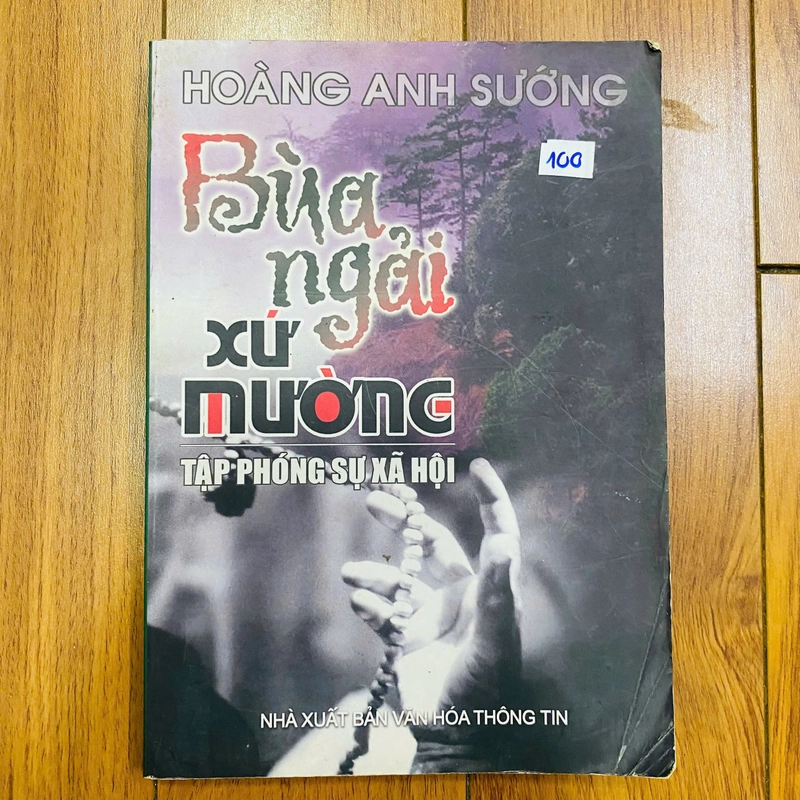 HOÀNG ANH SƯỚNG
100
Bùa
ngải
XỨ
MƯỜNG
TẬP PHÓNG SỰ XÃ HỘI
NHÀ XUẤT BẢN VĂN HÓA THÔNG TIN